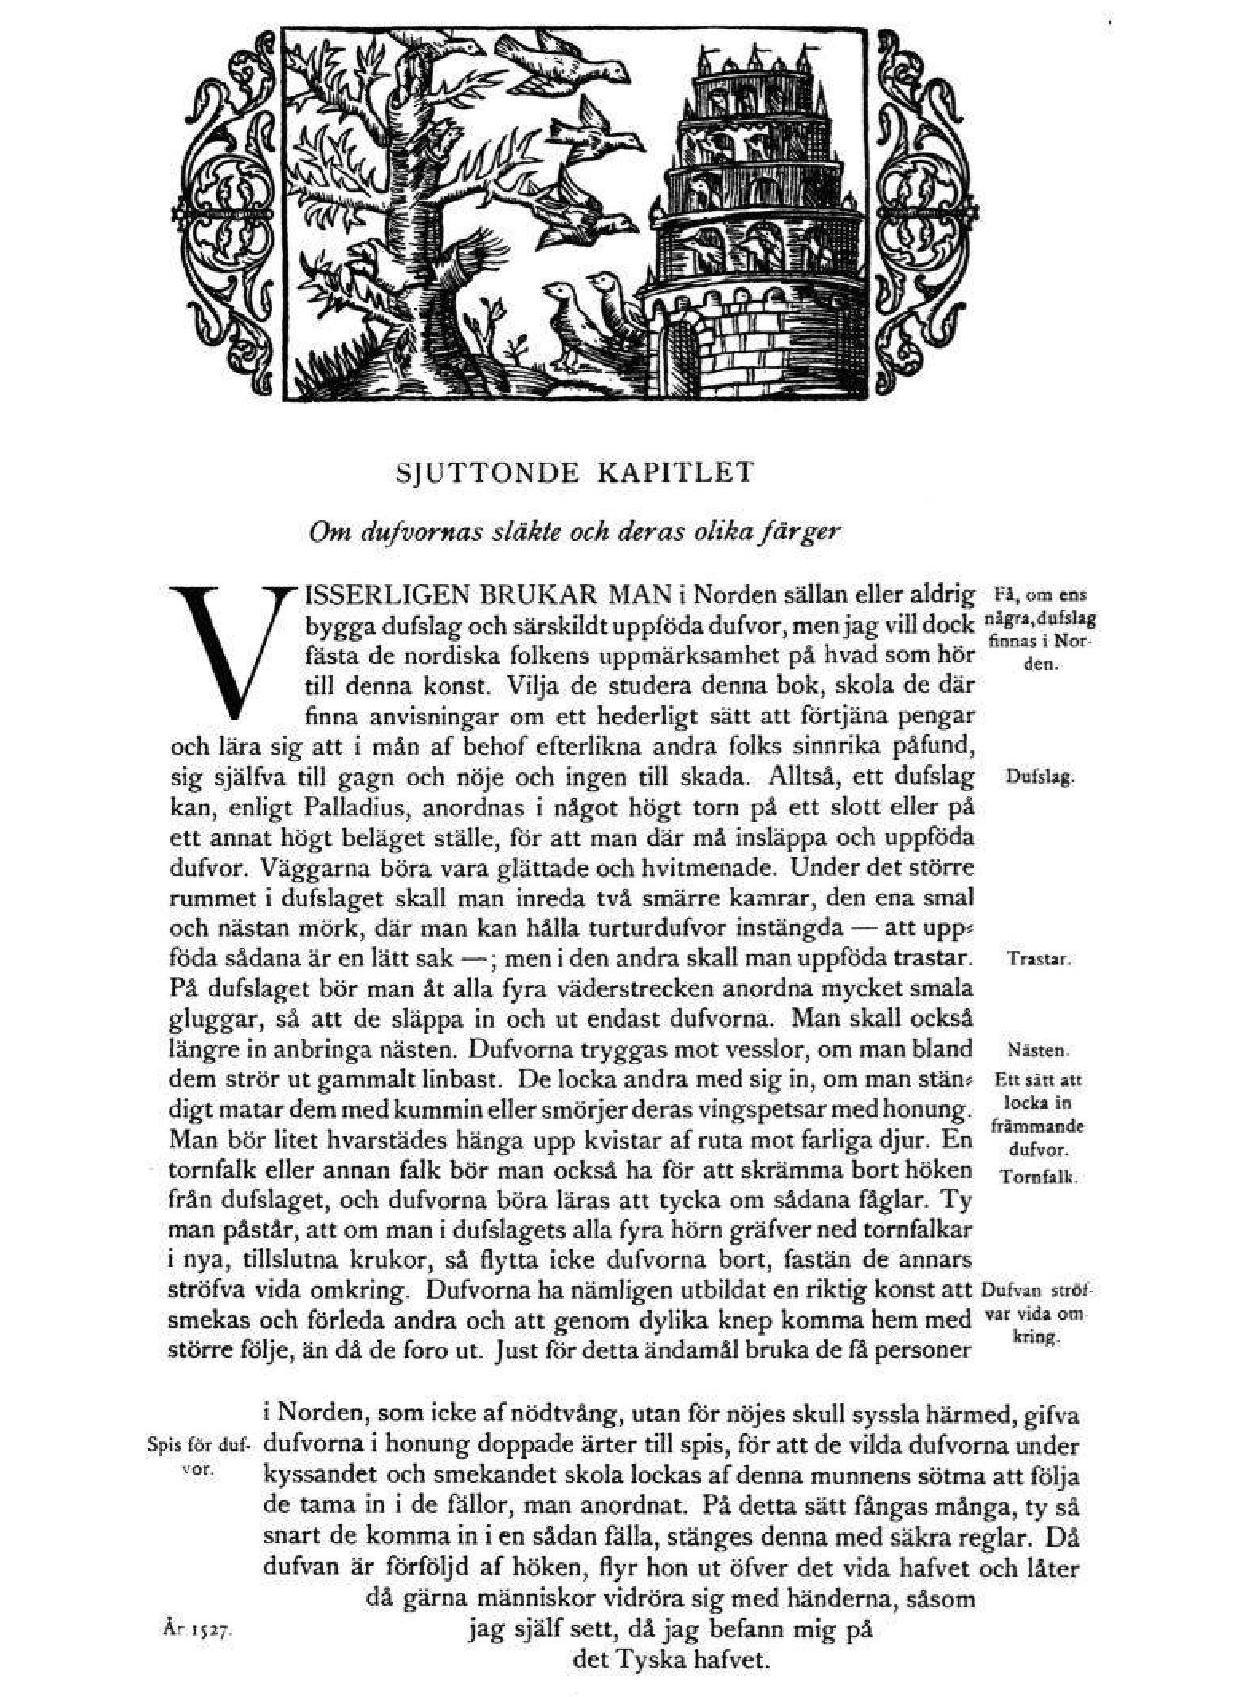 SJUTTONDE KAPITLET
Om dufvornas släkte och deras olika färger
VISSERLIGEN BRUKAR MAN i Norden sällan eller aldrig
bygga dufslag och särskildt uppföda dufvor, men jag vill dock
fästa de nordiska folkens uppmärksamhet på hvad som hör
till denna konst. Vilja de studera denna bok, skola de där
finna anvisningar om ett hederligt sätt att förtjäna pengar
och lära sig att i mån af behof efterlikna andra folks sinnrika påfund,
sig själfva till gagn och nöje och ingen till skada. Alltså, ett dufslag
kan, enligt Palladius, anordnas i något högt torn på ett slott eller på
ett annat högt beläget ställe, för att man där må insläppa och uppföda
dufvor. Väggarna böra vara glättade och hvitmenade. Under det större
rummet i dufslaget skall man inreda två smärre kamrar, den ena smal
och nästan mörk, där man kan hålla turturdufvor instängda — att upp-
föda sådana är en lätt sak —; men i den andra skall man uppföda trastar.
På dufslaget bör man åt alla fyra väderstrecken anordna mycket smala
gluggar, så att de släppa in och ut endast dufvorna. Man skall också
längre in anbringa nästen. Dufvorna tryggas mot vesslor, om man bland
dem strör ut gammalt linbast. De locka andra med sig in, om man stän-
digt matar dem med kummin eller smörjer deras vingspetsar med honung.
Man bör litet hvarstädes hänga upp kvistar af ruta mot farliga djur. En
tornfalk eller annan falk bör man också ha för att skrämma bort höken
från dufslaget, och dufvorna böra läras att tycka om sådana fåglar. Ty
man påstår, att om man i dufslagets alla fyra hörn gräfver ned tornfalkar
i nya, tillslutna krukor, så flytta icke dufvorna bort, fastän de annars
ströfva vida omkring. Dufvorna ha nämligen utbildat en riktig konst att
smekas och förleda andra och att genom dylika knep komma hem med
större följe, än då de foro ut. Just för detta ändamål bruka de få personer
Få, om ens
några, dufslag
finnas i Nor-
den.
Dufslag.
Trastar.
Nästen.
Ett sätt att
locka in
främmande
dufvor.
Tornfalk.
Dufvan ströf-
var vida om-
kring.
i Norden, som icke af nödtvång, utan för nöjes skull syssla härmed, gifva
dufvorna i honung doppade ärter till spis, för att de vilda dufvorna under
kyssandet och smekandet skola lockas af denna munnens sötma att följa
de tama in i de fällor, man anordnat. På detta sätt fångas många, ty så
snart de komma in i en sådan fälla, stänges denna med säkra reglar. Då
dufvan är förföljd af höken, flyr hon ut öfver det vida hafvet och låter
då gärna människor vidröra sig med händerna, såsom
jag själf sett, då jag befann mig på
det Tyska hafvet.
Spis för duf-
vor.
År 1527.